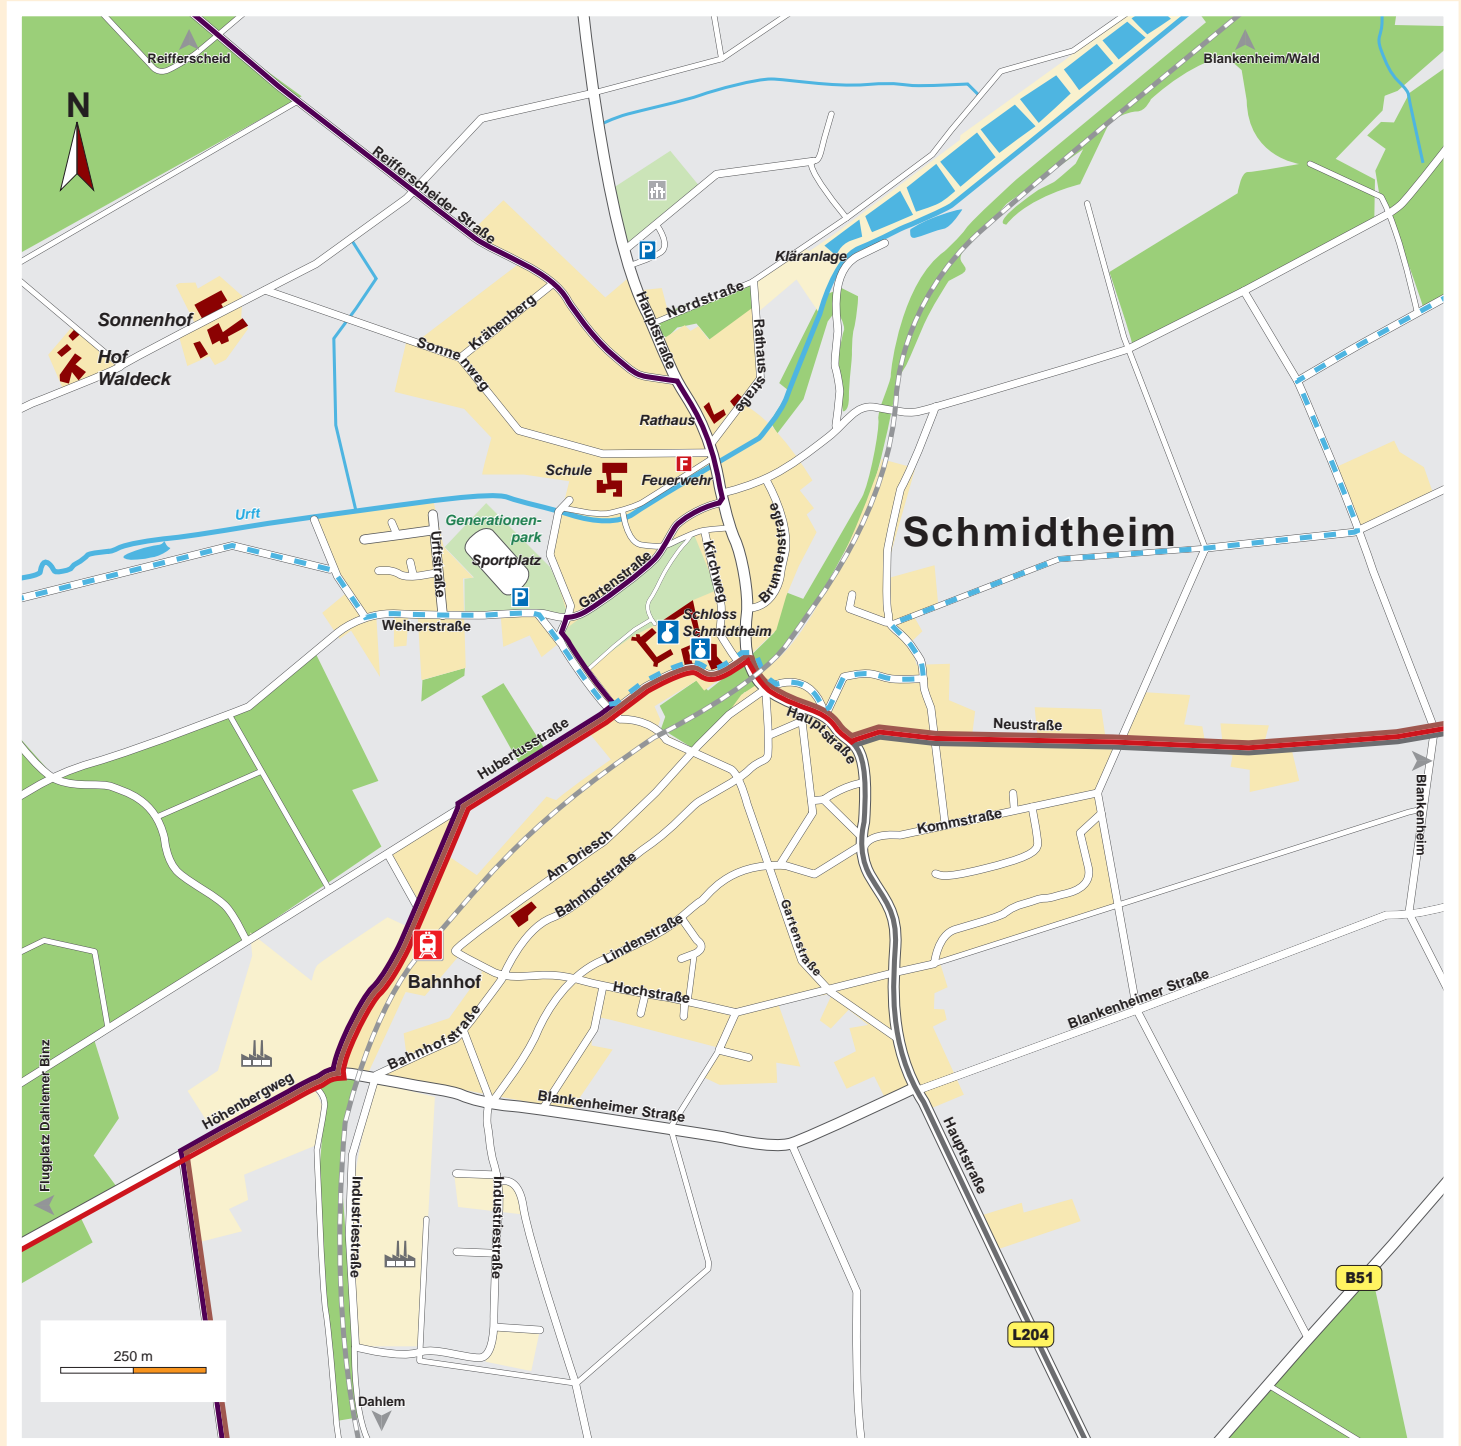 Reifferscheid
Blankenheim/Wald
N
Reifferscheider Straße
P
Kläranlage
Nordstraße
Hauptstraße
Krähenberg
Sonnenhof
Sonnenweg
Rathausstraße
Hof
Waldeck
Rathaus
F
Schule
Feuerwehr
Urft
Generationen-
park
Sportplatz
Urftstraße
P
Gartenstraße
Kirchweg
Brunnenstraße
Schmidtheim
Schloss
Schmidtheim
Weiherstraße
Hubertusstraße
Hauptstraße
Neustraße
Blankenheim
Kommstraße
Am Driesch
Bahnhofstraße
Lindenstraße
Gartenstraße
Bahnhof
Hochstraße
Blankenheimer Straße
Bahnhofstraße
Höhenbergweg
Flugplatz Dahlemer Binz
Blankenheimer Straße
Hauptstraße
Industriestraße
Industriestraße
B51
L204
250 m
Dahlem